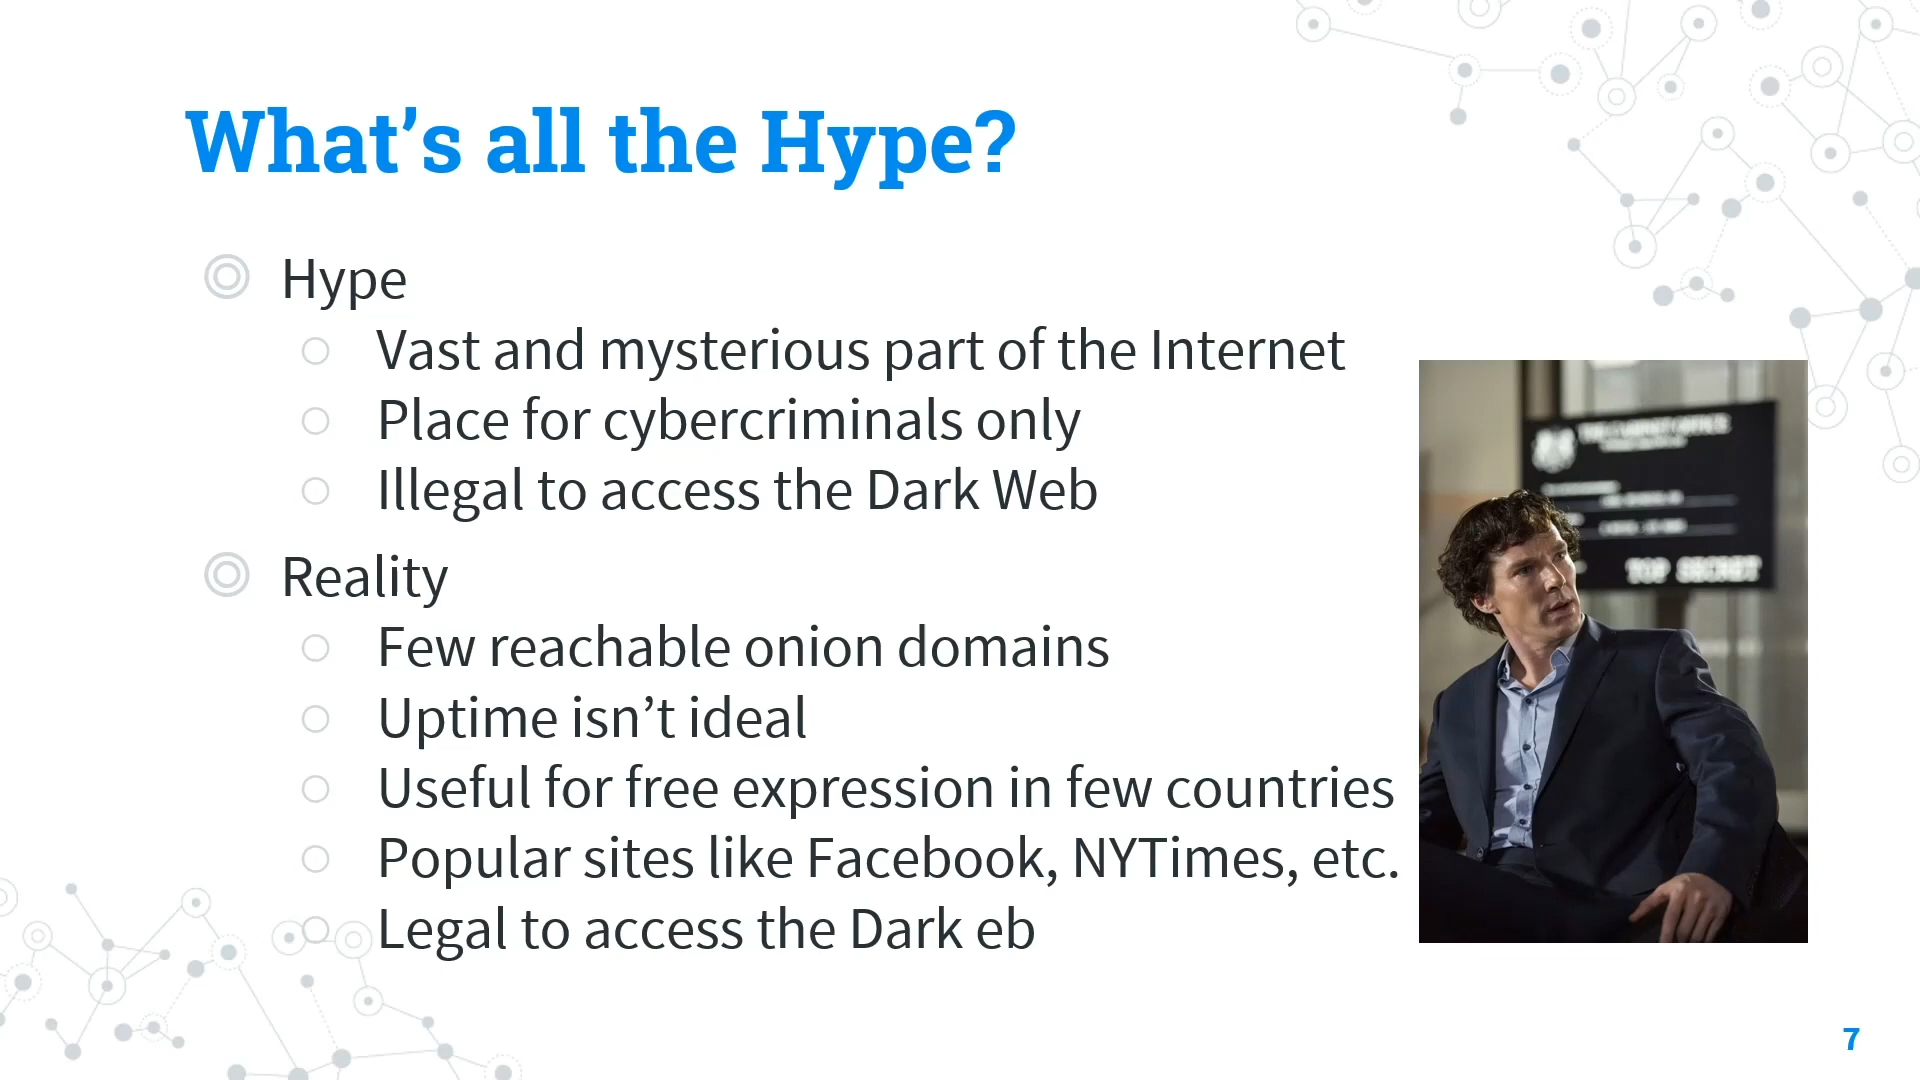 What’s all the Hype?
Hype
Vast and mysterious part of the Internet
Place for cybercriminals only
Illegal to access the Dark Web
Reality
Few reachable onion domains
Uptime isn’t ideal
Useful for free expression in few countries
Popular sites like Facebook, NYTimes, etc.
Legal to access the Dark eb
TOP SECRET
7